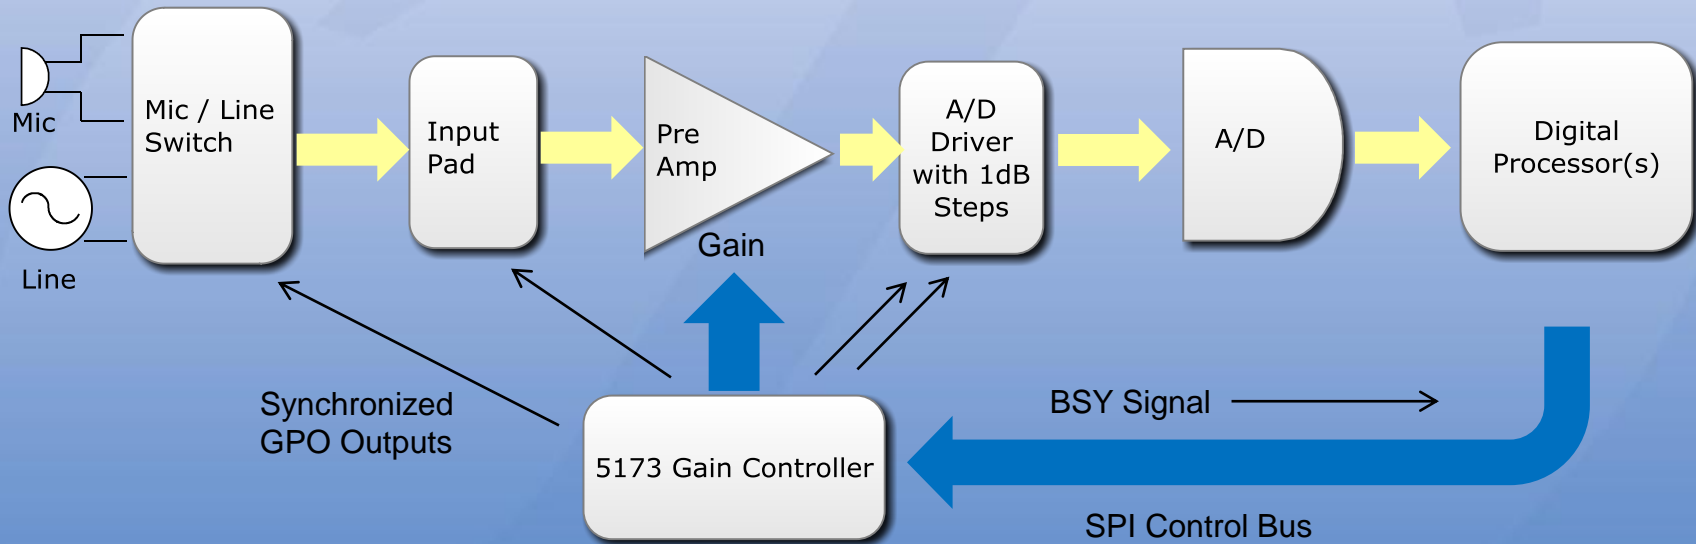 Mic
Line
Mic / Line
Switch
Input
Pad
Pre
Amp
Gain
A/D
Driver
with 1dB
Steps
A/D
Digital
Processor(s)
Synchronized
GPO Outputs
5173 Gain Controller
BSY Signal
SPI Control Bus